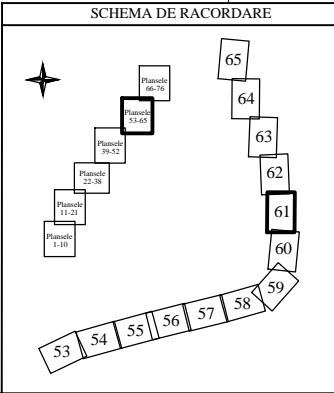 SCHEMA DE RACORDARE
Plansele
66-76
Plansele
53-65
Plansele
39-52
Plansele
22-38
Plansele
11-21
Plansele
1-10
65
64
63
62
61
60
59
58
57
56
55
54
53